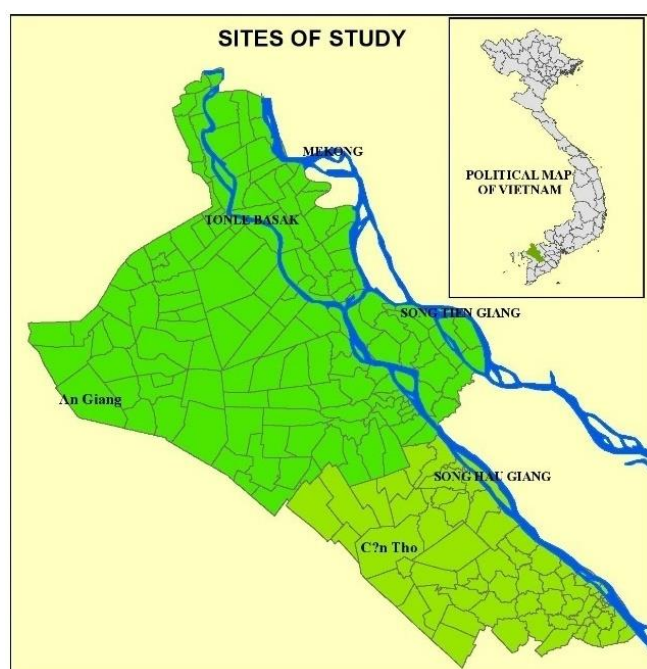 SITES OF STUDY
MEKONG
POLITICAL MAP
OF VIETNAM
TONLE BASAK
SONG TIEN GIANG
An Giang
SONG HAU GIANG
C?n Tho